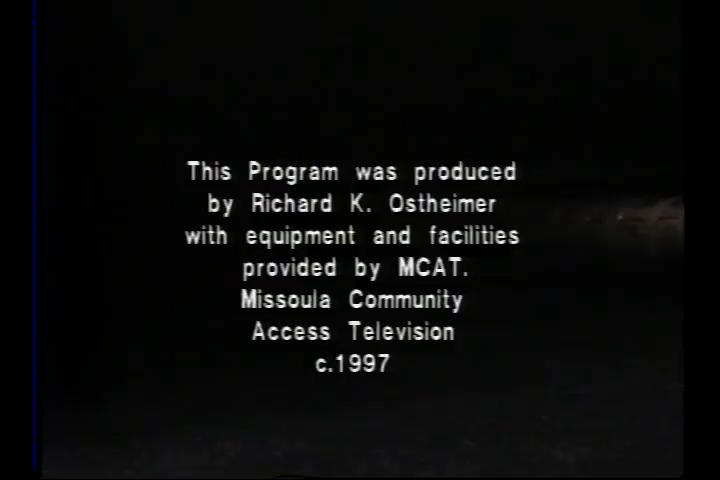 This Program was produced
by Richard K. Ostheimer
with equipment and facilities
provided by MCAT.
Missoula Community
Access Television
c.1997